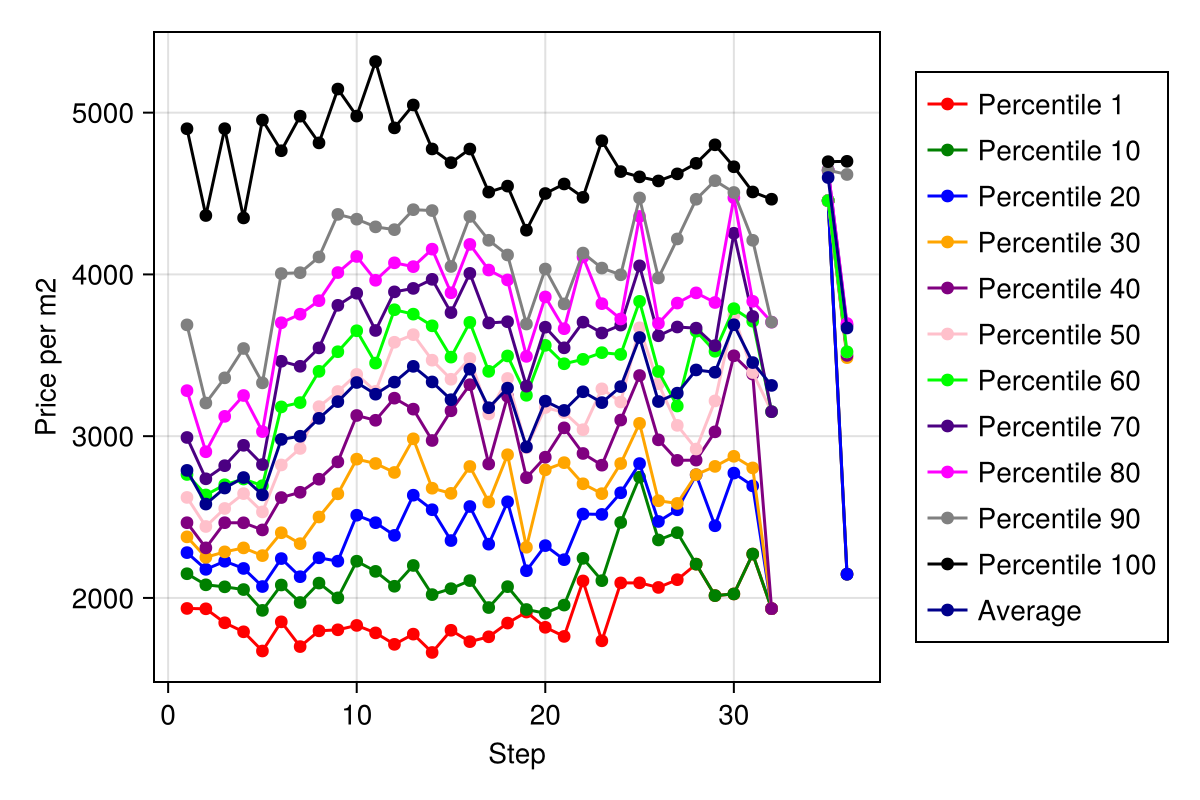 Price per m2
5000
4000
3000
2000
0
10
20
30
Step
Percentile 1
Percentile 10
Percentile 20
Percentile 30
Percentile 40
Percentile 50
Percentile 60
Percentile 70
Percentile 80
Percentile 90
Percentile 100
Average